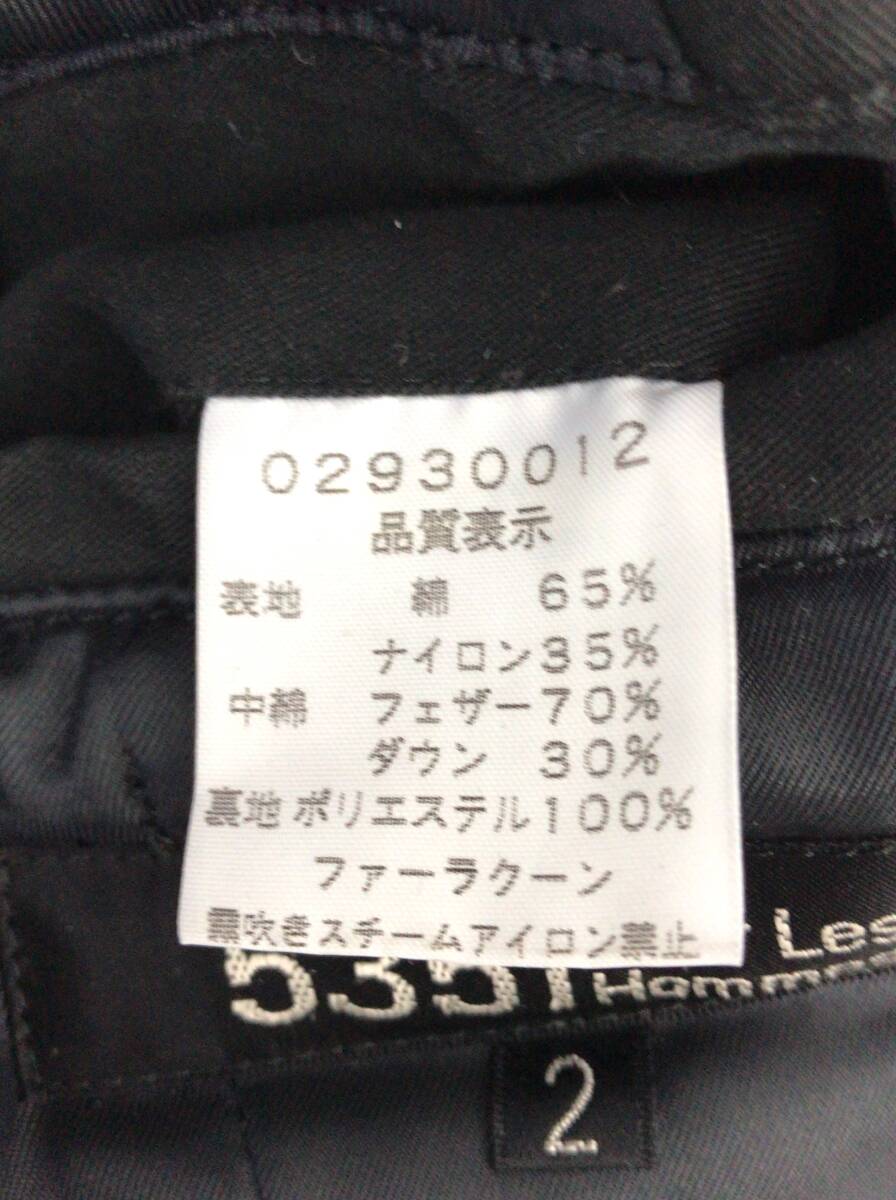 02930012
品質表示
表地 綿 65%
ナイロン35%
中綿 フェザー70%
ダウン 30%
裏地 ポリエステル100%
ファーラクーン
霧吹きスチームアイロン禁止
5351 Les Hommes
2